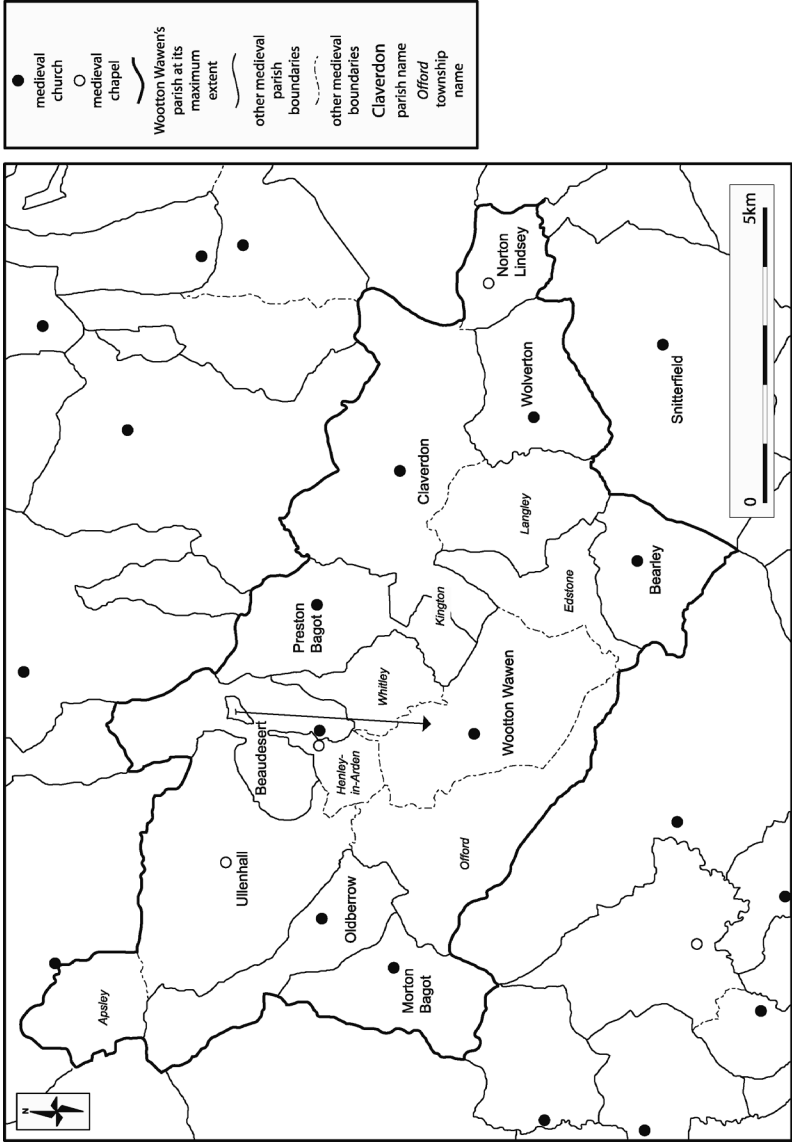 N
Apsley
Ullenhall
Oldberrow
Morton
Bagot
Beaudesert
Henley-
in-Arden
Offord
Preston
Bagot
Whitley
Kington
Wootton Wawen
Claverdon
Langley
Edstone
Bearley
Wolverton
Norton
Lindsey
Snitterfield
0
5km
medieval
church
medieval
chapel
Wootton Wawen's
parish at its
maximum
extent
other medieval
parish
boundaries
other medieval
boundaries
Claverdon
parish name
Offord
township
name